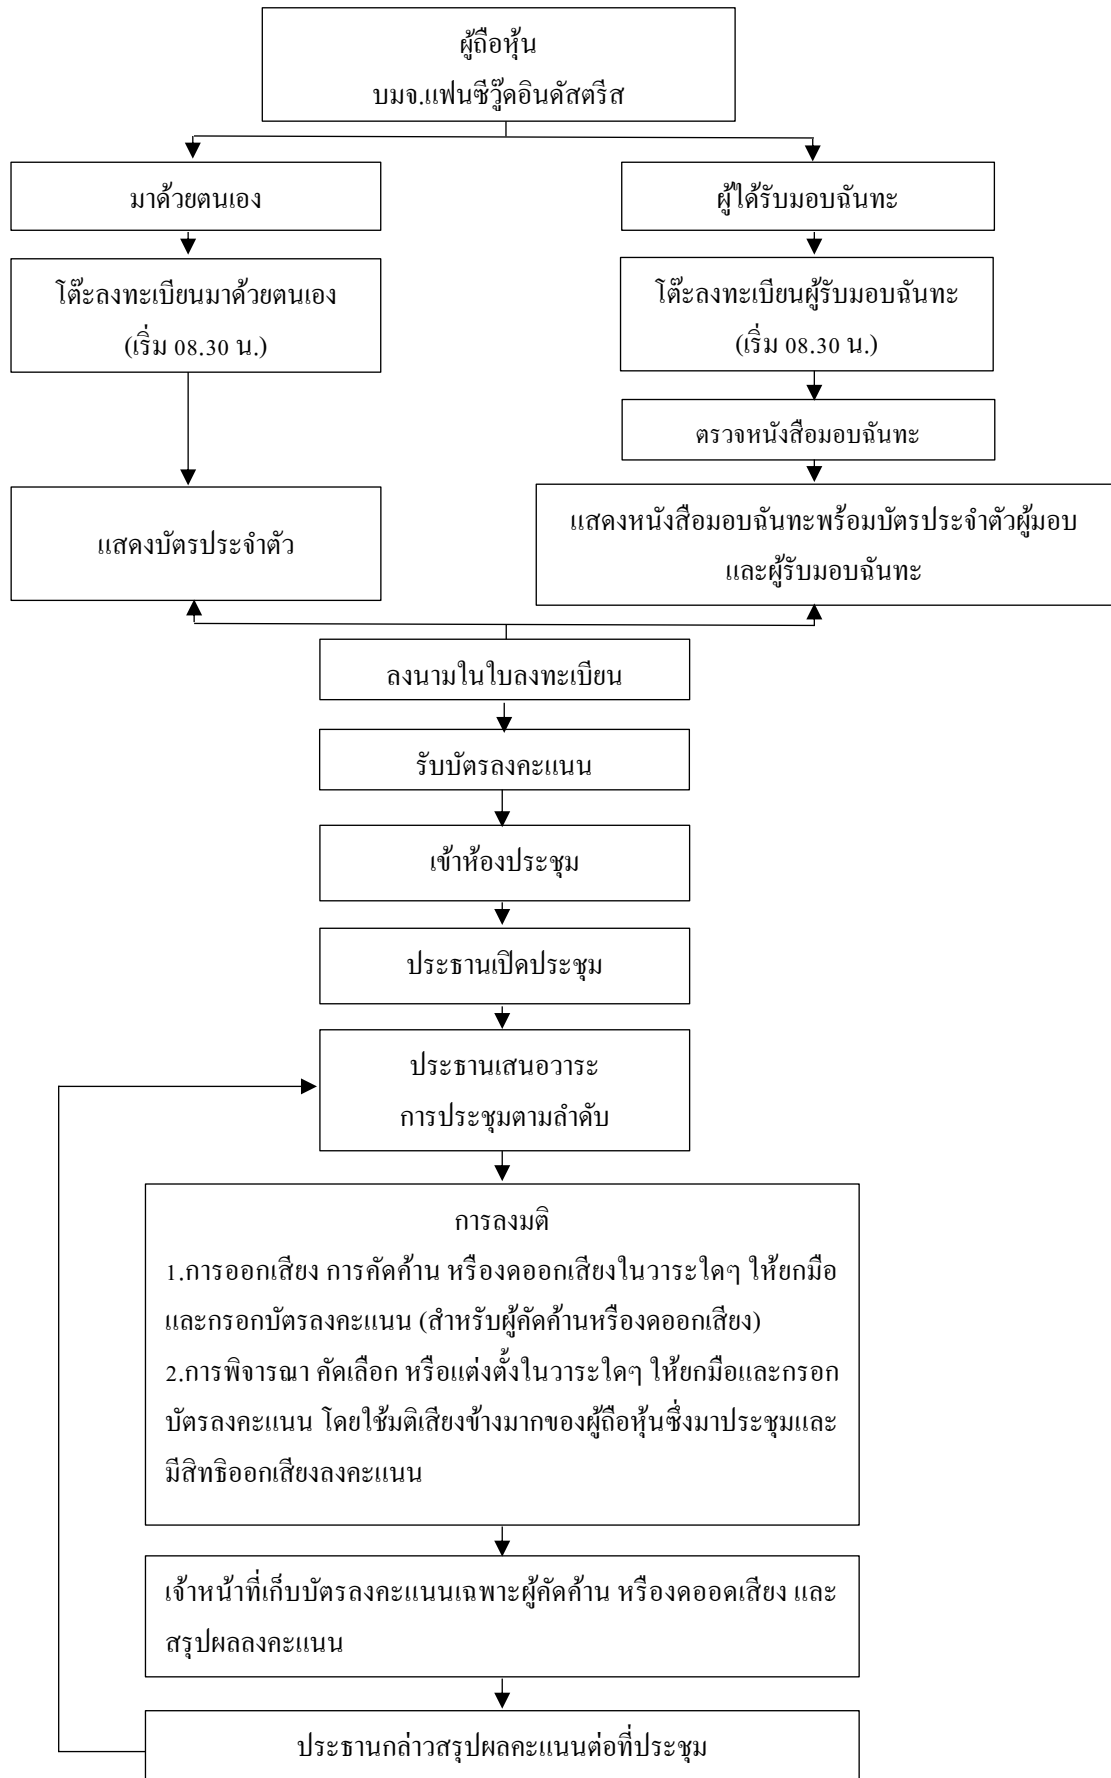 ผู้ถือหุ้น
บมจ.แฟนซีวู๊ดอินดัสตรีส
มาด้วยตนเอง
ผู้ได้รับมอบฉันทะ
โต๊ะลงทะเบียนมาด้วยตนเอง
(เริ่ม 08.30 น.)
โต๊ะลงทะเบียนผู้รับมอบฉันทะ
(เริ่ม 08.30 น.)
ตรวจหนังสือมอบฉันทะ
แสดงบัตรประจำตัว
แสดงหนังสือมอบฉันทะพร้อมบัตรประจำตัวผู้มอบ
และผู้รับมอบฉันทะ
ลงนามในใบลงทะเบียน
รับบัตรลงคะแนน
เข้าห้องประชุม
ประธานเปิดประชุม
ประธานเสนอวาระ
การประชุมตามลำดับ
การลงมติ
1.การออกเสียง การคัดค้าน หรืองดออกเสียงในวาระใดๆ ให้ยกมือ
และกรอกบัตรลงคะแนน (สำหรับผู้คัดค้านหรืองดออกเสียง)
2.การพิจารณา คัดเลือก หรือแต่งตั้งในวาระใดๆ ให้ยกมือและกรอก
บัตรลงคะแนน โดยใช้มติเสียงข้างมากของผู้ถือหุ้นซึ่งมาประชุมและ
มีสิทธิออกเสียงลงคะแนน
เจ้าหน้าที่เก็บบัตรลงคะแนนเฉพาะผู้คัดค้าน หรืองดออดเสียง และ
สรุปผลลงคะแนน
ประธานกล่าวสรุปผลคะแนนต่อที่ประชุม